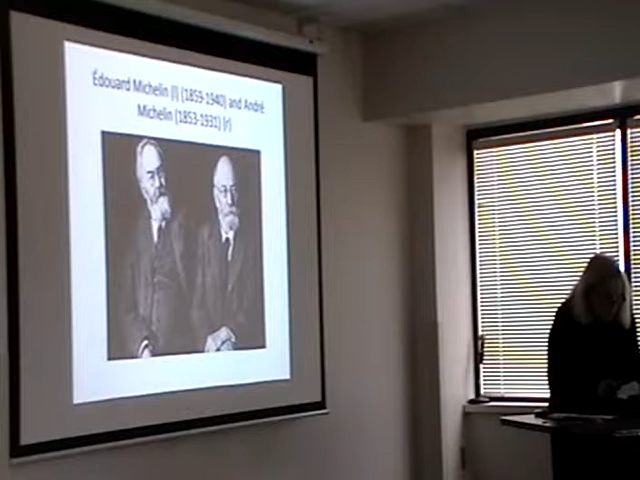 Édouard Michelin (l) (1859-1940) and André
Michelin (1853-1931) (r)